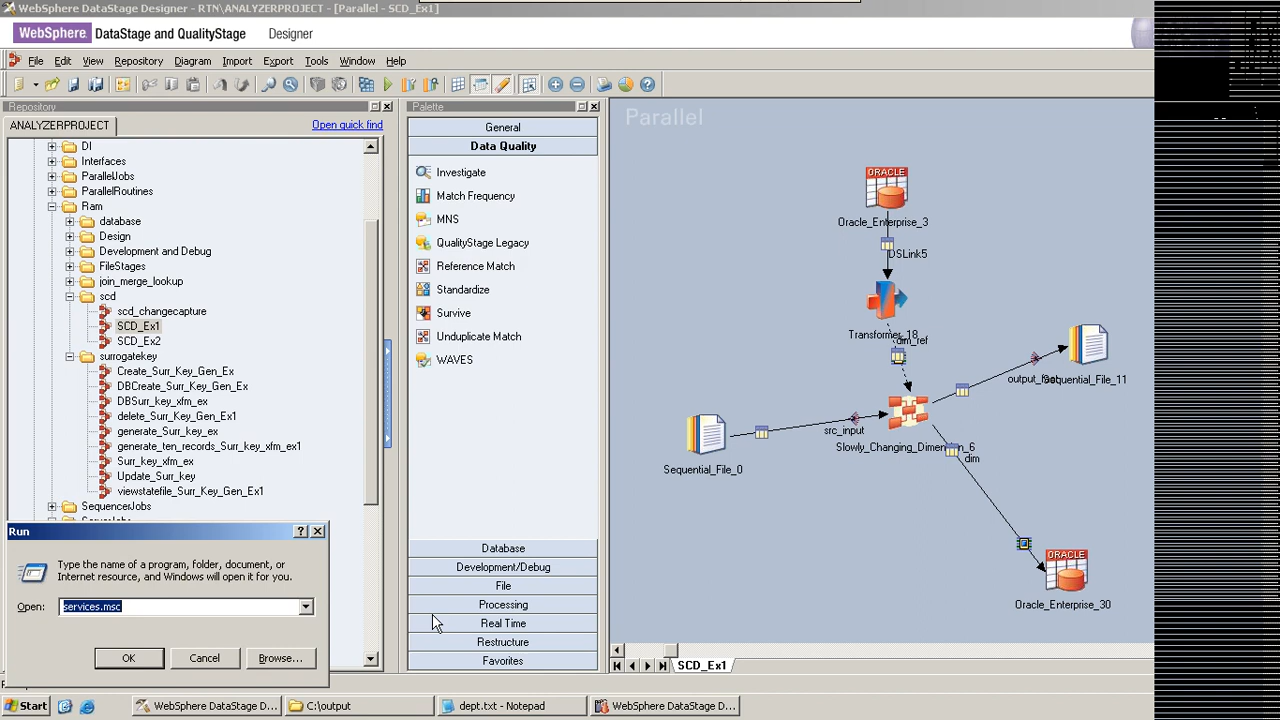 WebSphere DataStage Designer - RTN\ANALYZERPROJECT - [Parallel - SCD_Ex1]
WebSphere. DataStage and QualityStage Designer
File Edit View Repository Diagram Import Export Tools Window Help
Repository
ANALYZERPROJECT
Open quick find
DI
Interfaces
ParallelJobs
ParallelRoutines
Ram
database
Design
Development and Debug
FileStages
join_merge_lookup
scd
scd_changecapture
SCD_Ex1
SCD_Ex2
surrogatekey
Create_Surr_Key_Gen_Ex
DBCreate_Surr_Key_Gen_Ex
DBSurr_key_xfm_ex
delete_Surr_Key_Gen_Ex1
generate_Surr_key_ex
generate_ten_records_Surr_key_xfm_ex1
Surr_key_xfm_ex
Update_Surr_key
viewstatefile_Surr_Key_Gen_Ex1
SequencerJobs
Palette
General
Data Quality
Investigate
Match Frequency
MNS
QualityStage Legacy
Reference Match
Standardize
Survive
Unduplicate Match
WAVES
Database
Development/Debug
File
Processing
Real Time
Restructure
Favorites
Parallel
ORACLE
Oracle_Enterprise_3
DSLink5
Transformer_18
dim_ref
Sequential_File_11
src_input
Slowly_Changing_Dimension_6
Sequential_File_0
dim
ORACLE
Oracle_Enterprise_30
SCD_Ex1
Run
Type the name of a program, folder, document, or
Internet resource, and Windows will open it for you.
Open: services.msc
OK Cancel Browse...
Start
WebSphere DataStage D...
C:\output
dept.txt - Notepad
WebSphere DataStage D...